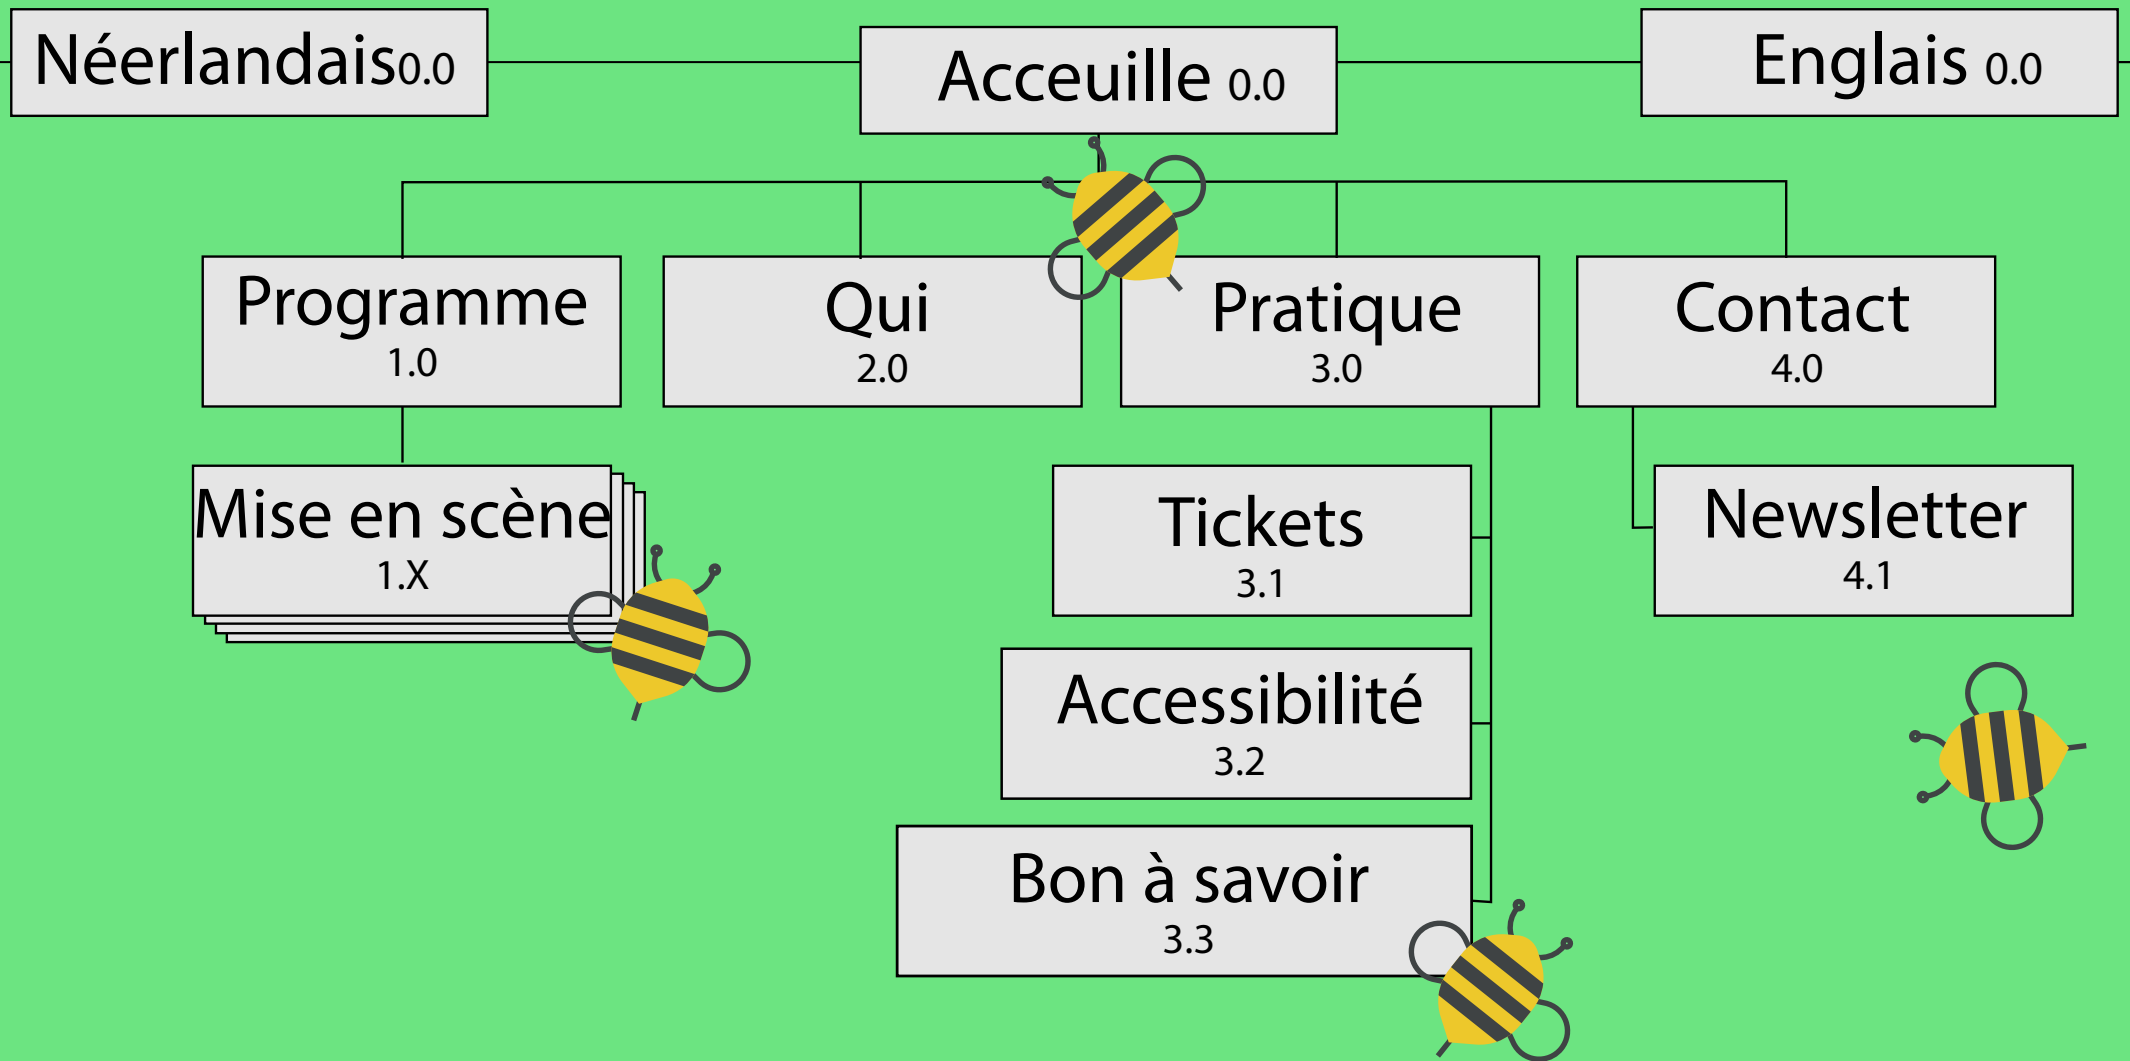 Néerlandais0.0
Acceuille 0.0
Englais 0.0
Programme
1.0
Qui
2.0
Pratique
3.0
Contact
4.0
Mise en scène
1.X
Tickets
3.1
Newsletter
4.1
Accessibilité
3.2
Bon à savoir
3.3